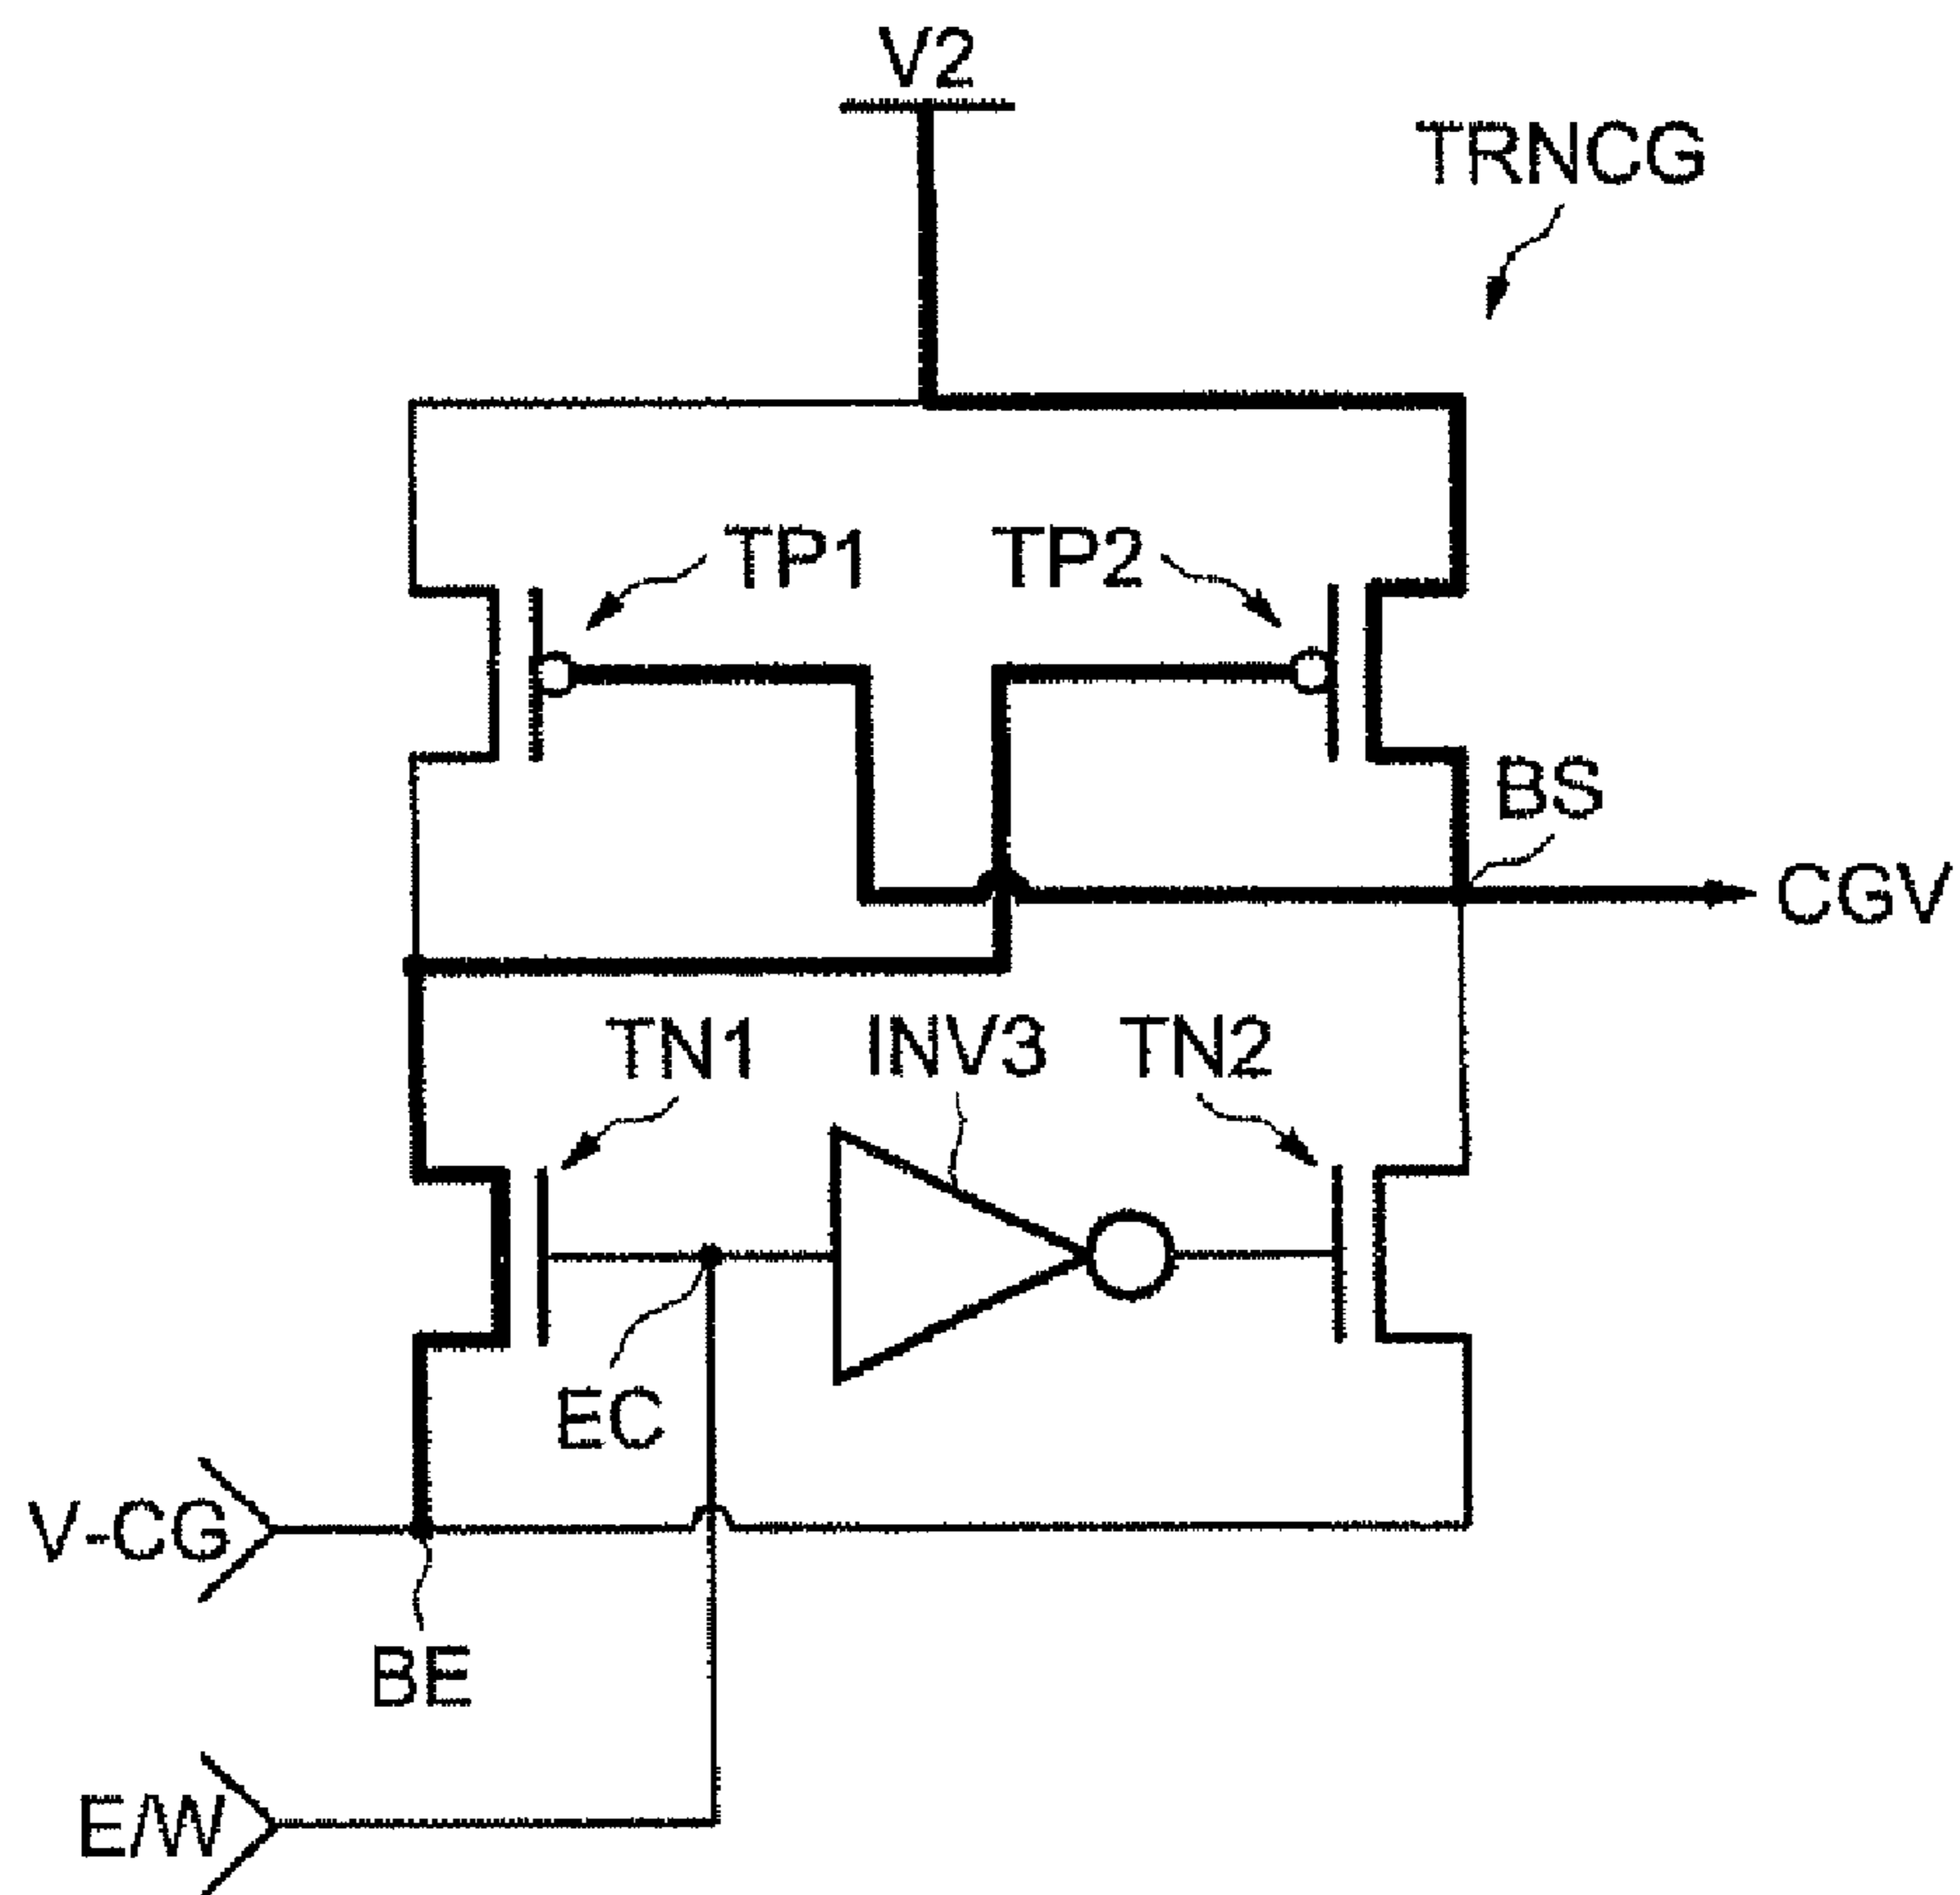 V2
TRNCG
TP1
TP2
BS
CGV
TN1
INV3
TN2
EC
V-CG
BE
E/W